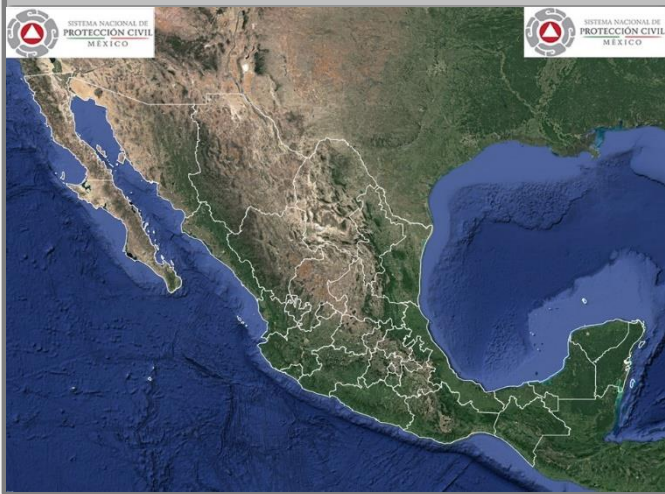 SISTEMA NACIONAL DE
PROTECCIÓN CIVIL
MÉXICO
SISTEMA NACIONAL DE
PROTECCIÓN CIVIL
MÉXICO